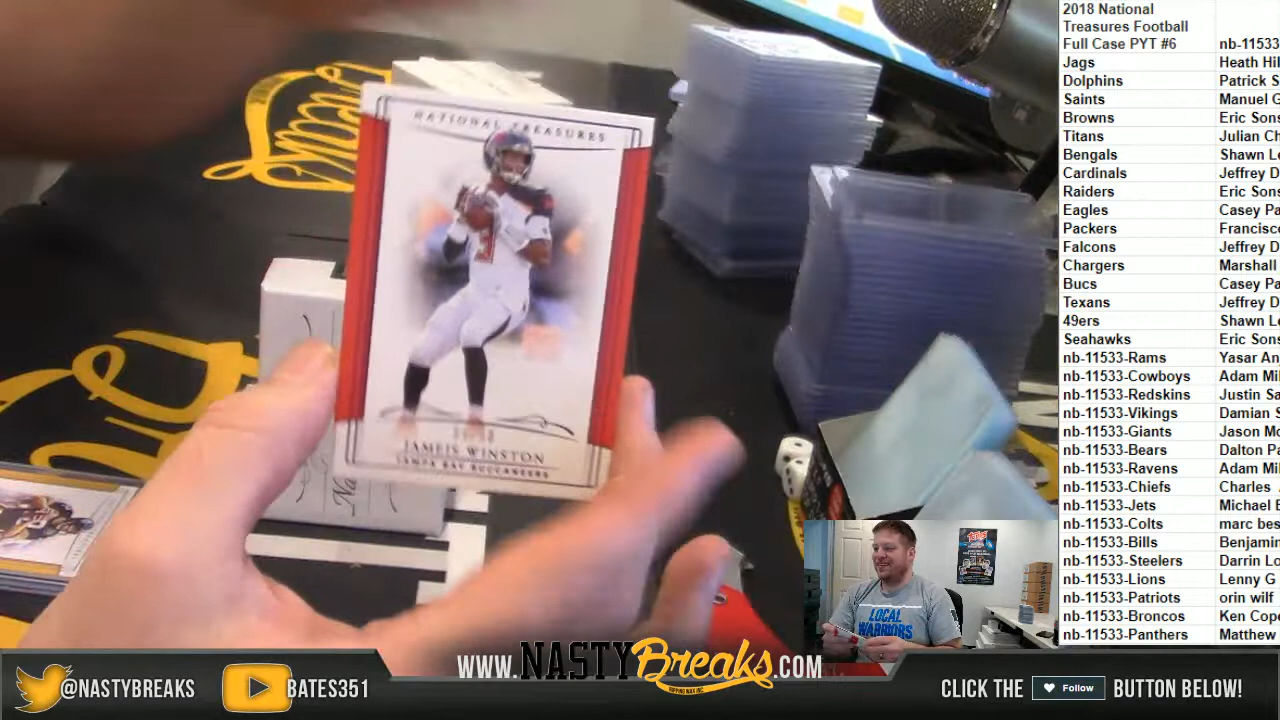 2018 National
Treasures Football
Full Case PYT #6 nb-11533
Jags Heath Hil
Dolphins Patrick S
Saints Manuel G
Browns Eric Sons
Titans Julian Ch
Bengals Shawn Le
Cardinals Jeffrey D
Raiders Eric Sons
Eagles Casey Pa
Packers Francisc
Falcons Jeffrey D
Chargers Marshall
Bucs Casey Pa
Texans Jeffrey D
49ers Shawn Le
Seahawks Eric Sons
nb-11533-Rams Yasar An
nb-11533-Cowboys Adam Mil
nb-11533-Redskins Justin Sa
nb-11533-Vikings Damian S
nb-11533-Giants Jason Mc
nb-11533-Bears Dalton Pa
nb-11533-Ravens Adam Mil
nb-11533-Chiefs Charles
nb-11533-Jets Michael B
nb-11533-Colts marc bes
nb-11533-Bills Benjamin
nb-11533-Steelers Darrin Lo
nb-11533-Lions Lenny G
nb-11533-Patriots orin wilf
nb-11533-Broncos Ken Cope
nb-11533-Panthers Matthew
NATIONAL TREASURES
3
JAMEIS WINSTON
TAMPA BAY BUCCANEERS
LOCAL
WARRIORS
@NASTYBREAKS
BATES351
WWW.NASTYBreaks.COM
RIPPING WAX INC
CLICK THE Follow BUTTON BELOW!